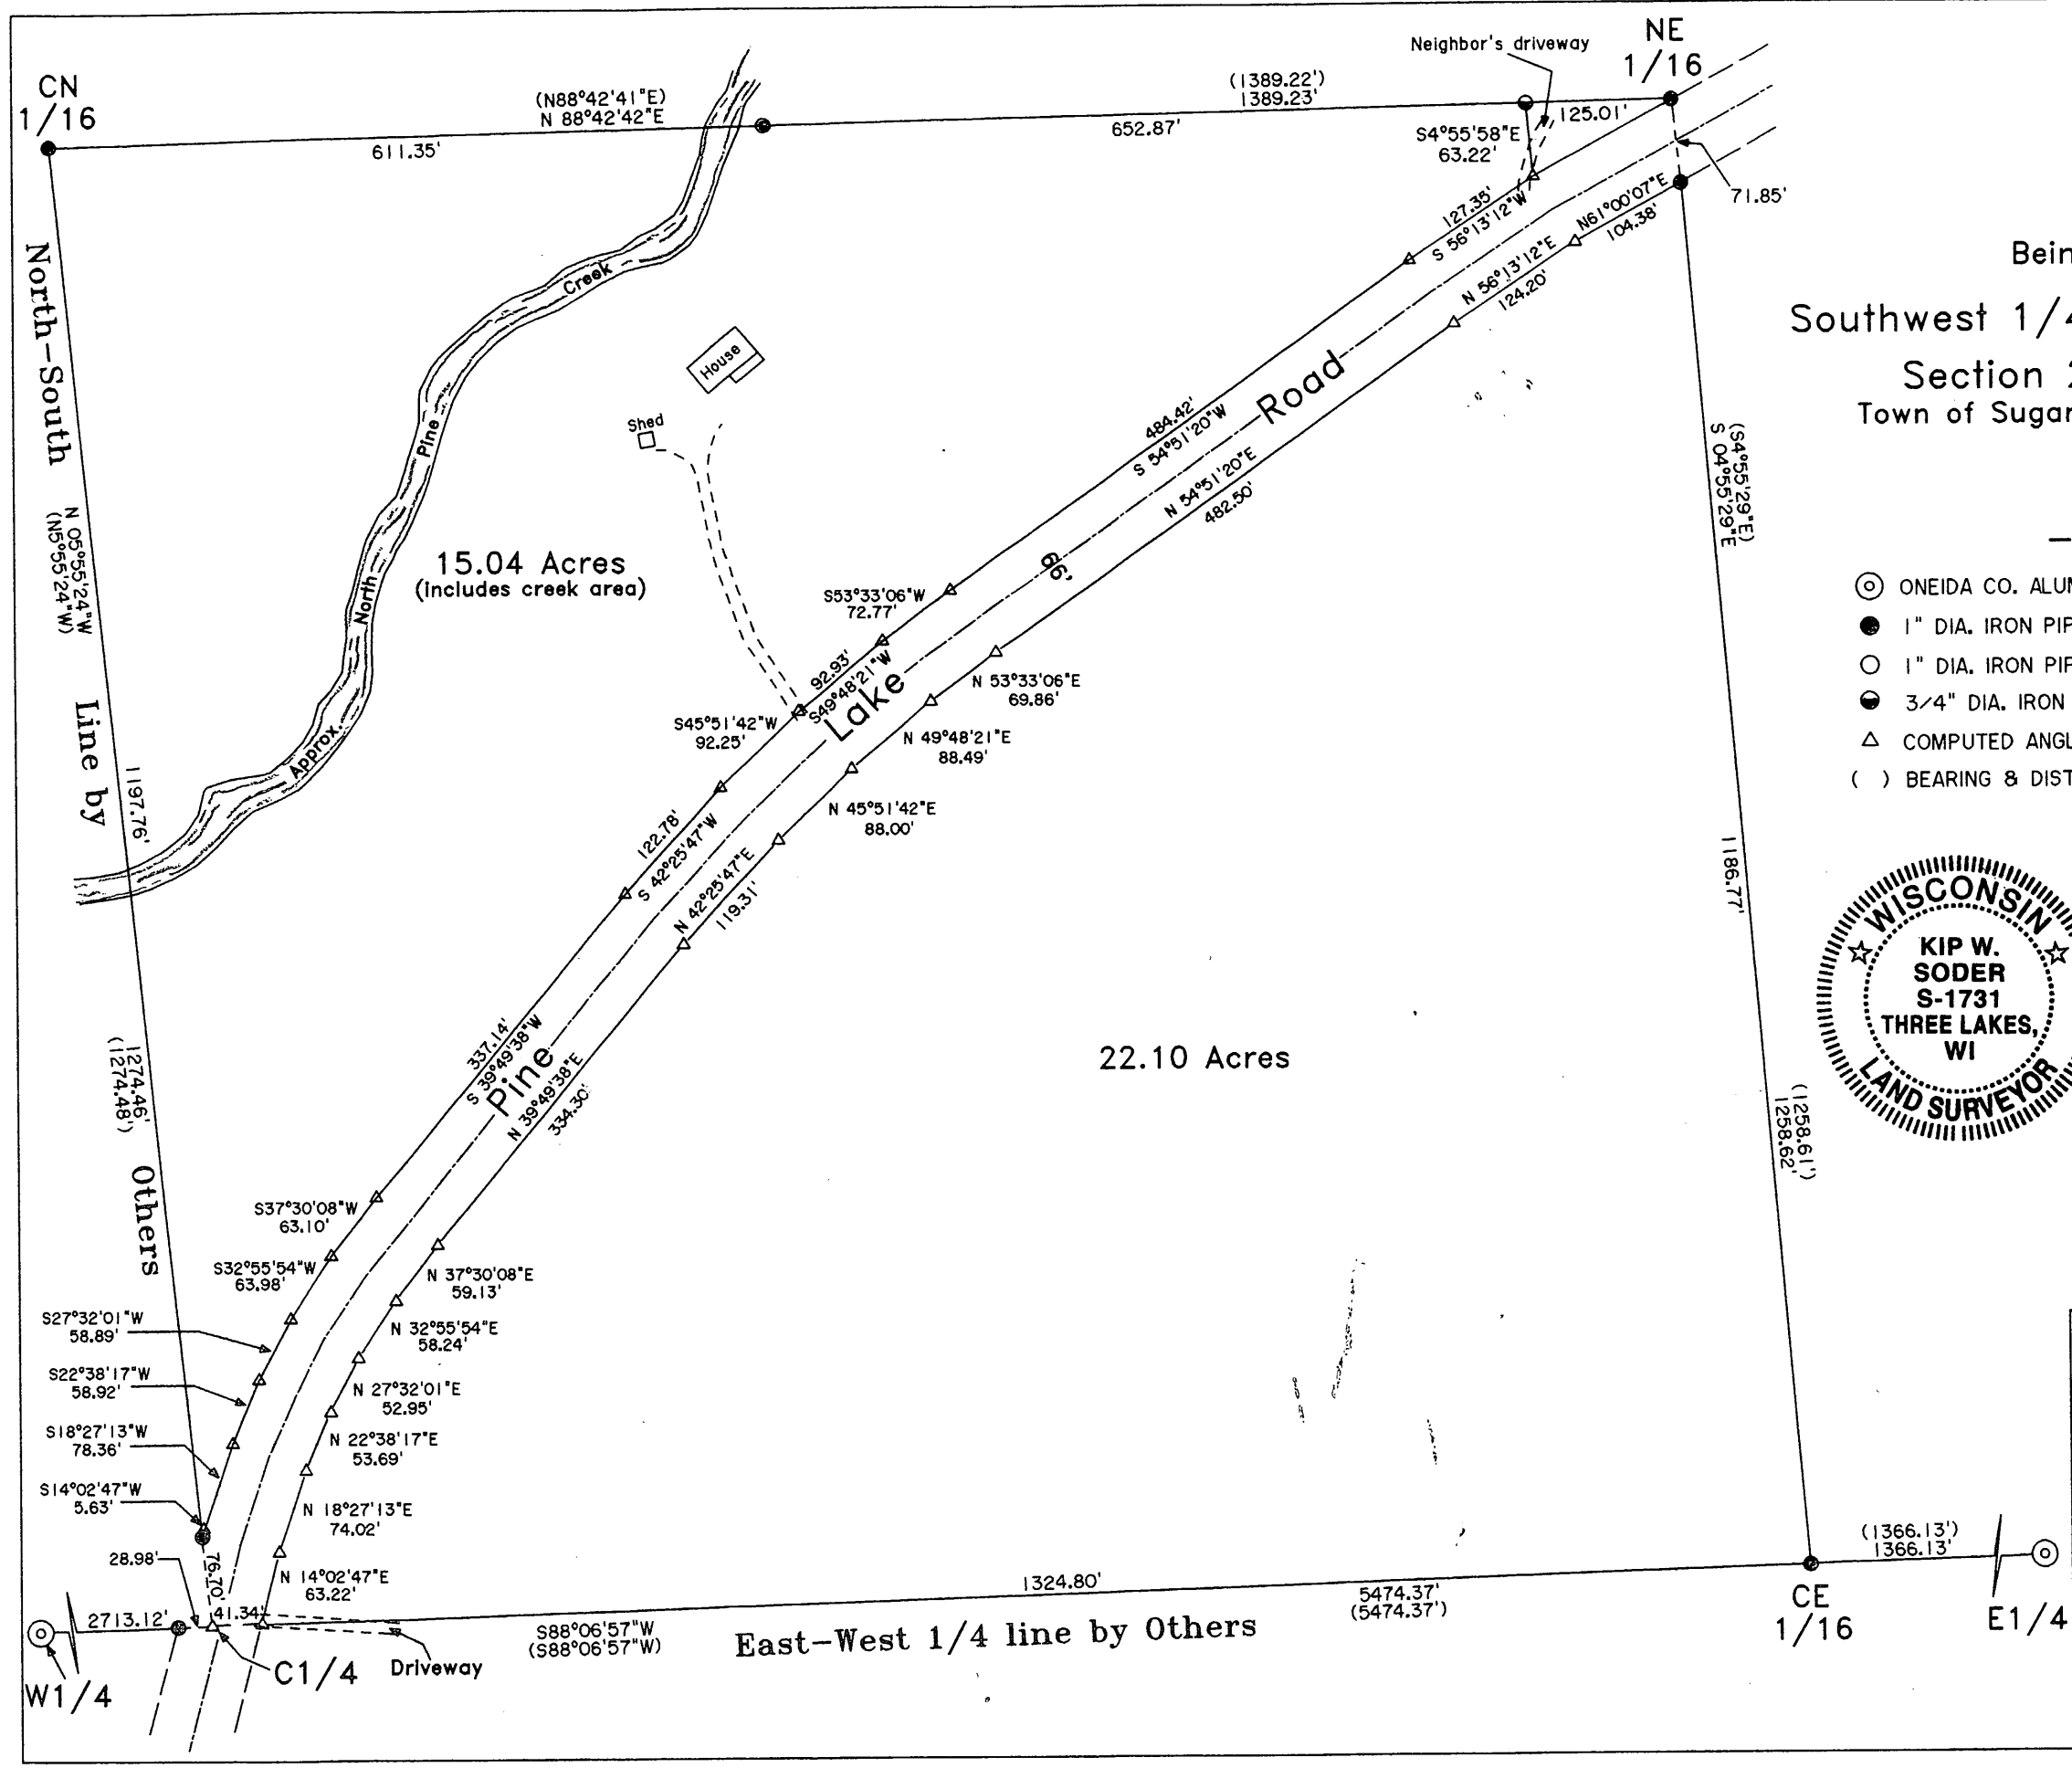 CN
1/16
(N88°42'41"E)
N 88°42'42"E
611.35'
652.87'
(1389.22')
1389.23'
Neighbor's driveway
NE
1/16
125.01'
S4°55'58"E
63.22'
71.85'
127.35'
S 56°13'12"W
N61°00'07"E
104.38'
N 56°13'12"E
124.20'
484.42'
S 54°51'20"W
N 54°51'20"E
482.50'
Road
66'
Creek
Pine
North
Approx.
House
Shed
15.04 Acres
(includes creek area)
North-South
Line by
Others
N 05°55'24"W
(N5°55'24"W)
1197.76'
1274.46'
(1274.48')
S53°33'06"W
72.77'
92.93'
S49°48'21"W
Lake
S45°51'42"W
92.25'
N 53°33'06"E
69.86'
N 49°48'21"E
88.49'
N 45°51'42"E
88.00'
122.78'
S 42°25'47"W
N 42°25'47"E
119.31'
337.14'
S 39°49'38"W
Pine
N 39°49'38"E
334.30'
22.10 Acres
S37°30'08"W
63.10'
S32°55'54"W
63.98'
S27°32'01"W
58.89'
S22°38'17"W
58.92'
S18°27'13"W
78.36'
S14°02'47"W
5.63'
N 37°30'08"E
59.13'
N 32°55'54"E
58.24'
N 27°32'01"E
52.95'
N 22°38'17"E
53.69'
N 18°27'13"E
74.02'
N 14°02'47"E
63.22'
28.98'
76.70'
41.34'
2713.12'
W1/4
C1/4
Driveway
S88°06'57"W
(S88°06'57"W)
East-West 1/4 line by Others
1324.80'
5474.37'
(5474.37')
CE
1/16
(1366.13')
1366.13'
E1/4
(S4°55'29"E)
S 04°55'29"E
1186.77'
(1258.61')
1258.62'
Bein
Southwest 1/4
Section 2
Town of Sugar
ONEIDA CO. ALUM
1" DIA. IRON PIP
1" DIA. IRON PIP
3/4" DIA. IRON
COMPUTED ANGL
( ) BEARING & DIST
WISCONSIN
KIP W.
SODER
S-1731
THREE LAKES,
WI
LAND SURVEYOR